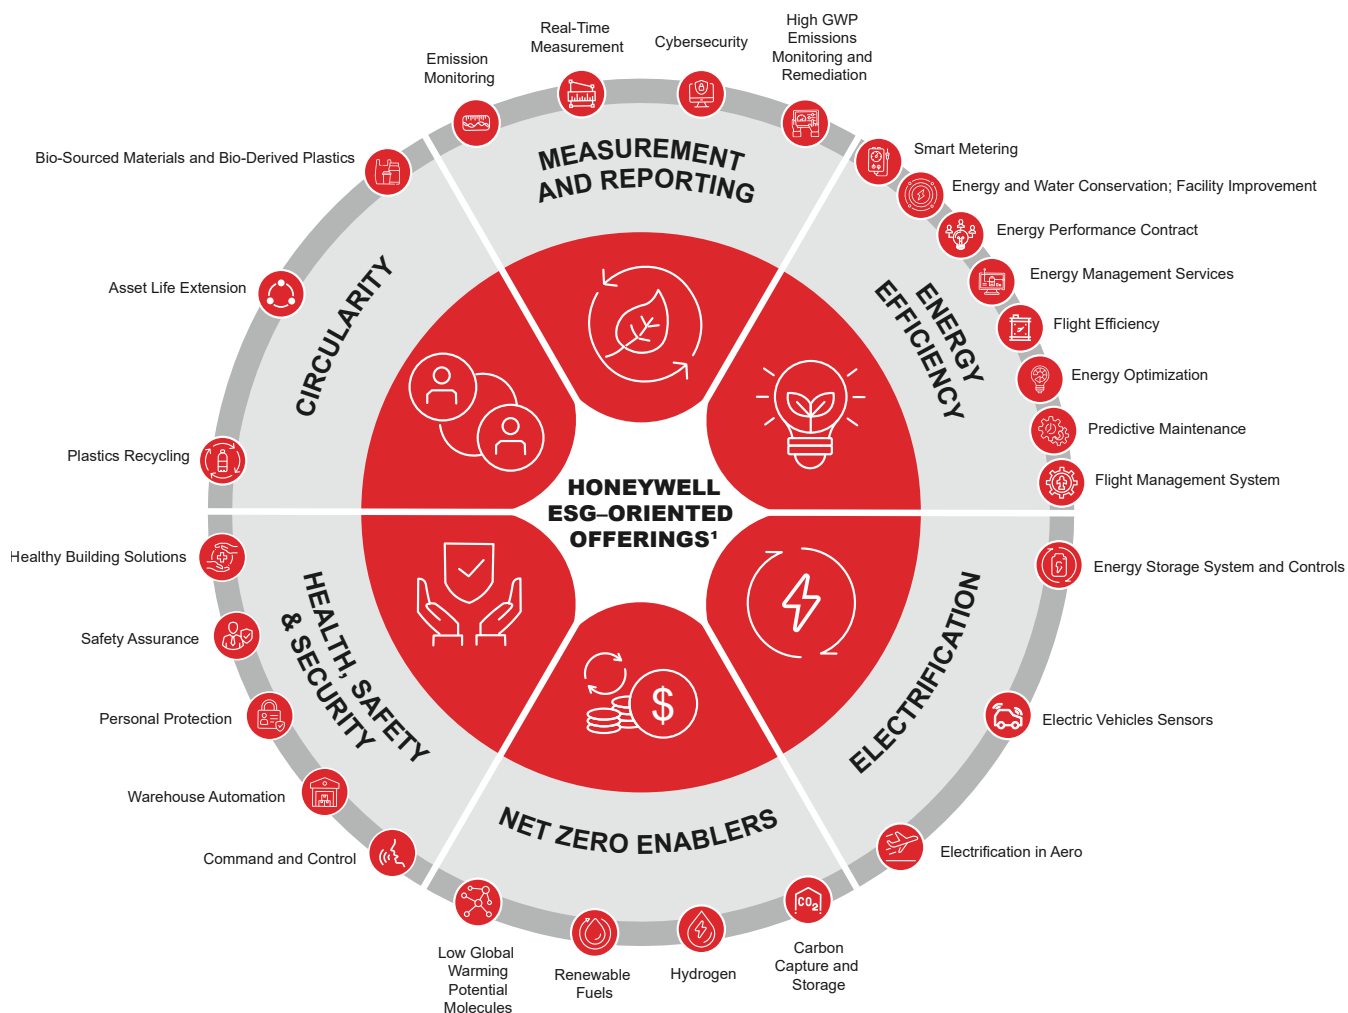 Real-Time
Measurement
Cybersecurity
High GWP
Emissions
Monitoring and
Remediation
Emission
Monitoring
MEASUREMENT
AND REPORTING
Smart Metering
Energy and Water Conservation; Facility Improvement
Energy Performance Contract
Energy Management Services
Flight Efficiency
Energy Optimization
Predictive Maintenance
Flight Management System
ENERGY
EFFICIENCY
Energy Storage System and Controls
Electric Vehicles Sensors
Electrification in Aero
ELECTRIFICATION
Carbon
Capture and
Storage
CO2
Hydrogen
Renewable
Fuels
Low Global
Warming
Potential
Molecules
NET ZERO ENABLERS
$
Command and Control
Warehouse Automation
Personal Protection
Safety Assurance
Healthy Building Solutions
HEALTH, SAFETY
& SECURITY
Plastics Recycling
Asset Life Extension
Bio-Sourced Materials and Bio-Derived Plastics
CIRCULARITY
HONEYWELL
ESG–ORIENTED
OFFERINGS¹